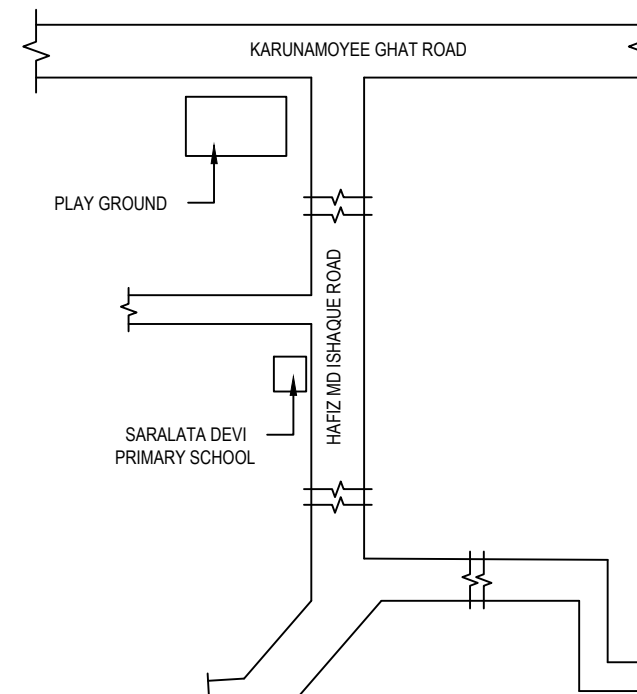 KARUNAMOYEE GHAT ROAD
PLAY GROUND
HAFIZ MD ISHAQUE ROAD
SARALATA DEVI
PRIMARY SCHOOL